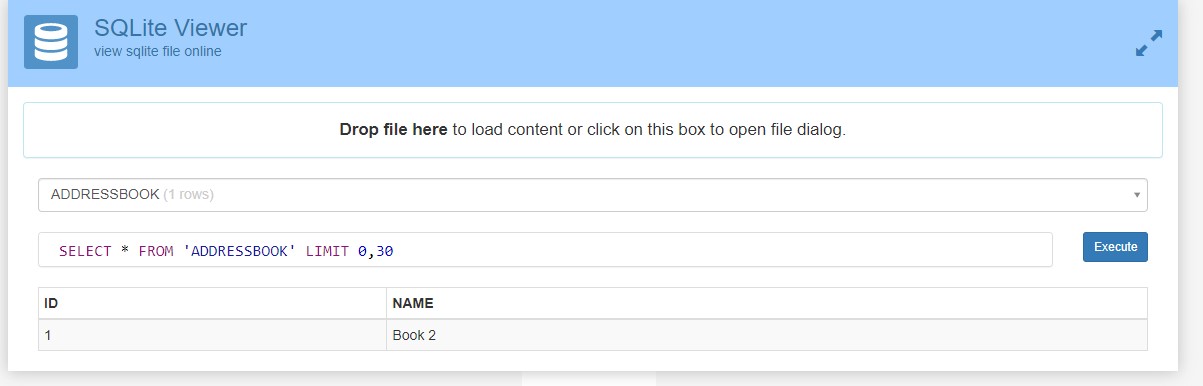 SQLite Viewer
view sqlite file online
Drop file here to load content or click on this box to open file dialog.
ADDRESSBOOK (1 rows)
SELECT * FROM 'ADDRESSBOOK' LIMIT 0,30
Execute
ID NAME
1 Book 2